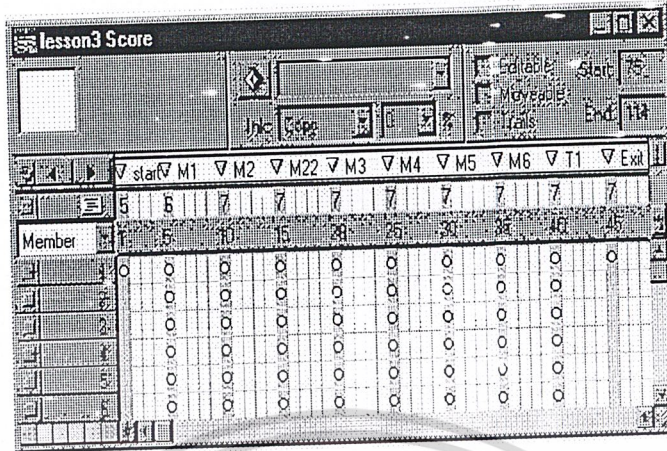 lesson3 Score
Editable Start: 75
Moveable
Ink: Copy
Trails End: 114
start M1 M2 M22 M3 M4 M5 M6 T1 Exit
5 6 7 7 7 7 7 7 7 7
Member 5 10 15 25 30 35 40 45